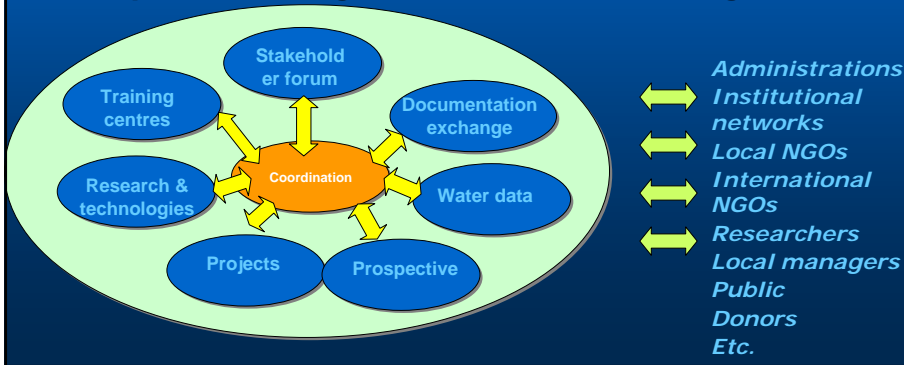 Stakehold
er forum
Training
centres
Documentation
exchange
Coordination
Research &
technologies
Water data
Projects
Prospective
Administrations
Institutional
networks
Local NGOs
International
NGOs
Researchers
Local managers
Public
Donors
Etc.